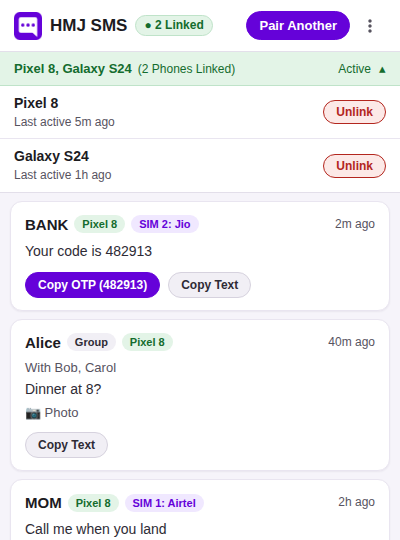 HMJ SMS ● 2 Linked Pair Another
Pixel 8, Galaxy S24 (2 Phones Linked) Active ▲
Pixel 8 Unlink
Last active 5m ago
Galaxy S24 Unlink
Last active 1h ago
BANK Pixel 8 SIM 2: Jio 2m ago
Your code is 482913
Copy OTP (482913) Copy Text
Alice Group Pixel 8 40m ago
With Bob, Carol
Dinner at 8?
📷 Photo
Copy Text
MOM Pixel 8 SIM 1: Airtel 2h ago
Call me when you land